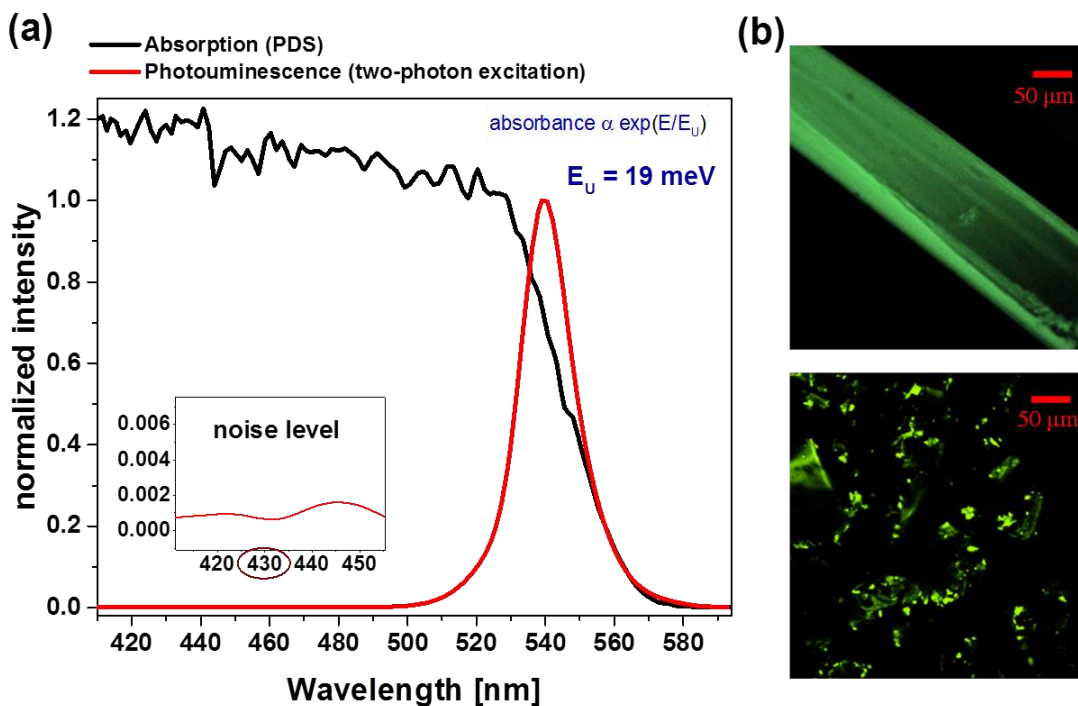 (a)
Absorption (PDS)
Photouminescence (two-photon excitation)
absorbance α exp(E/E_U)
E_U = 19 meV
normalized intensity
1.2
1.0
0.8
0.6
0.4
0.2
0.0
noise level
0.006
0.004
0.002
0.000
420 430 440 450
420 440 460 480 500 520 540 560 580
Wavelength [nm]
(b)
50 μm
50 μm